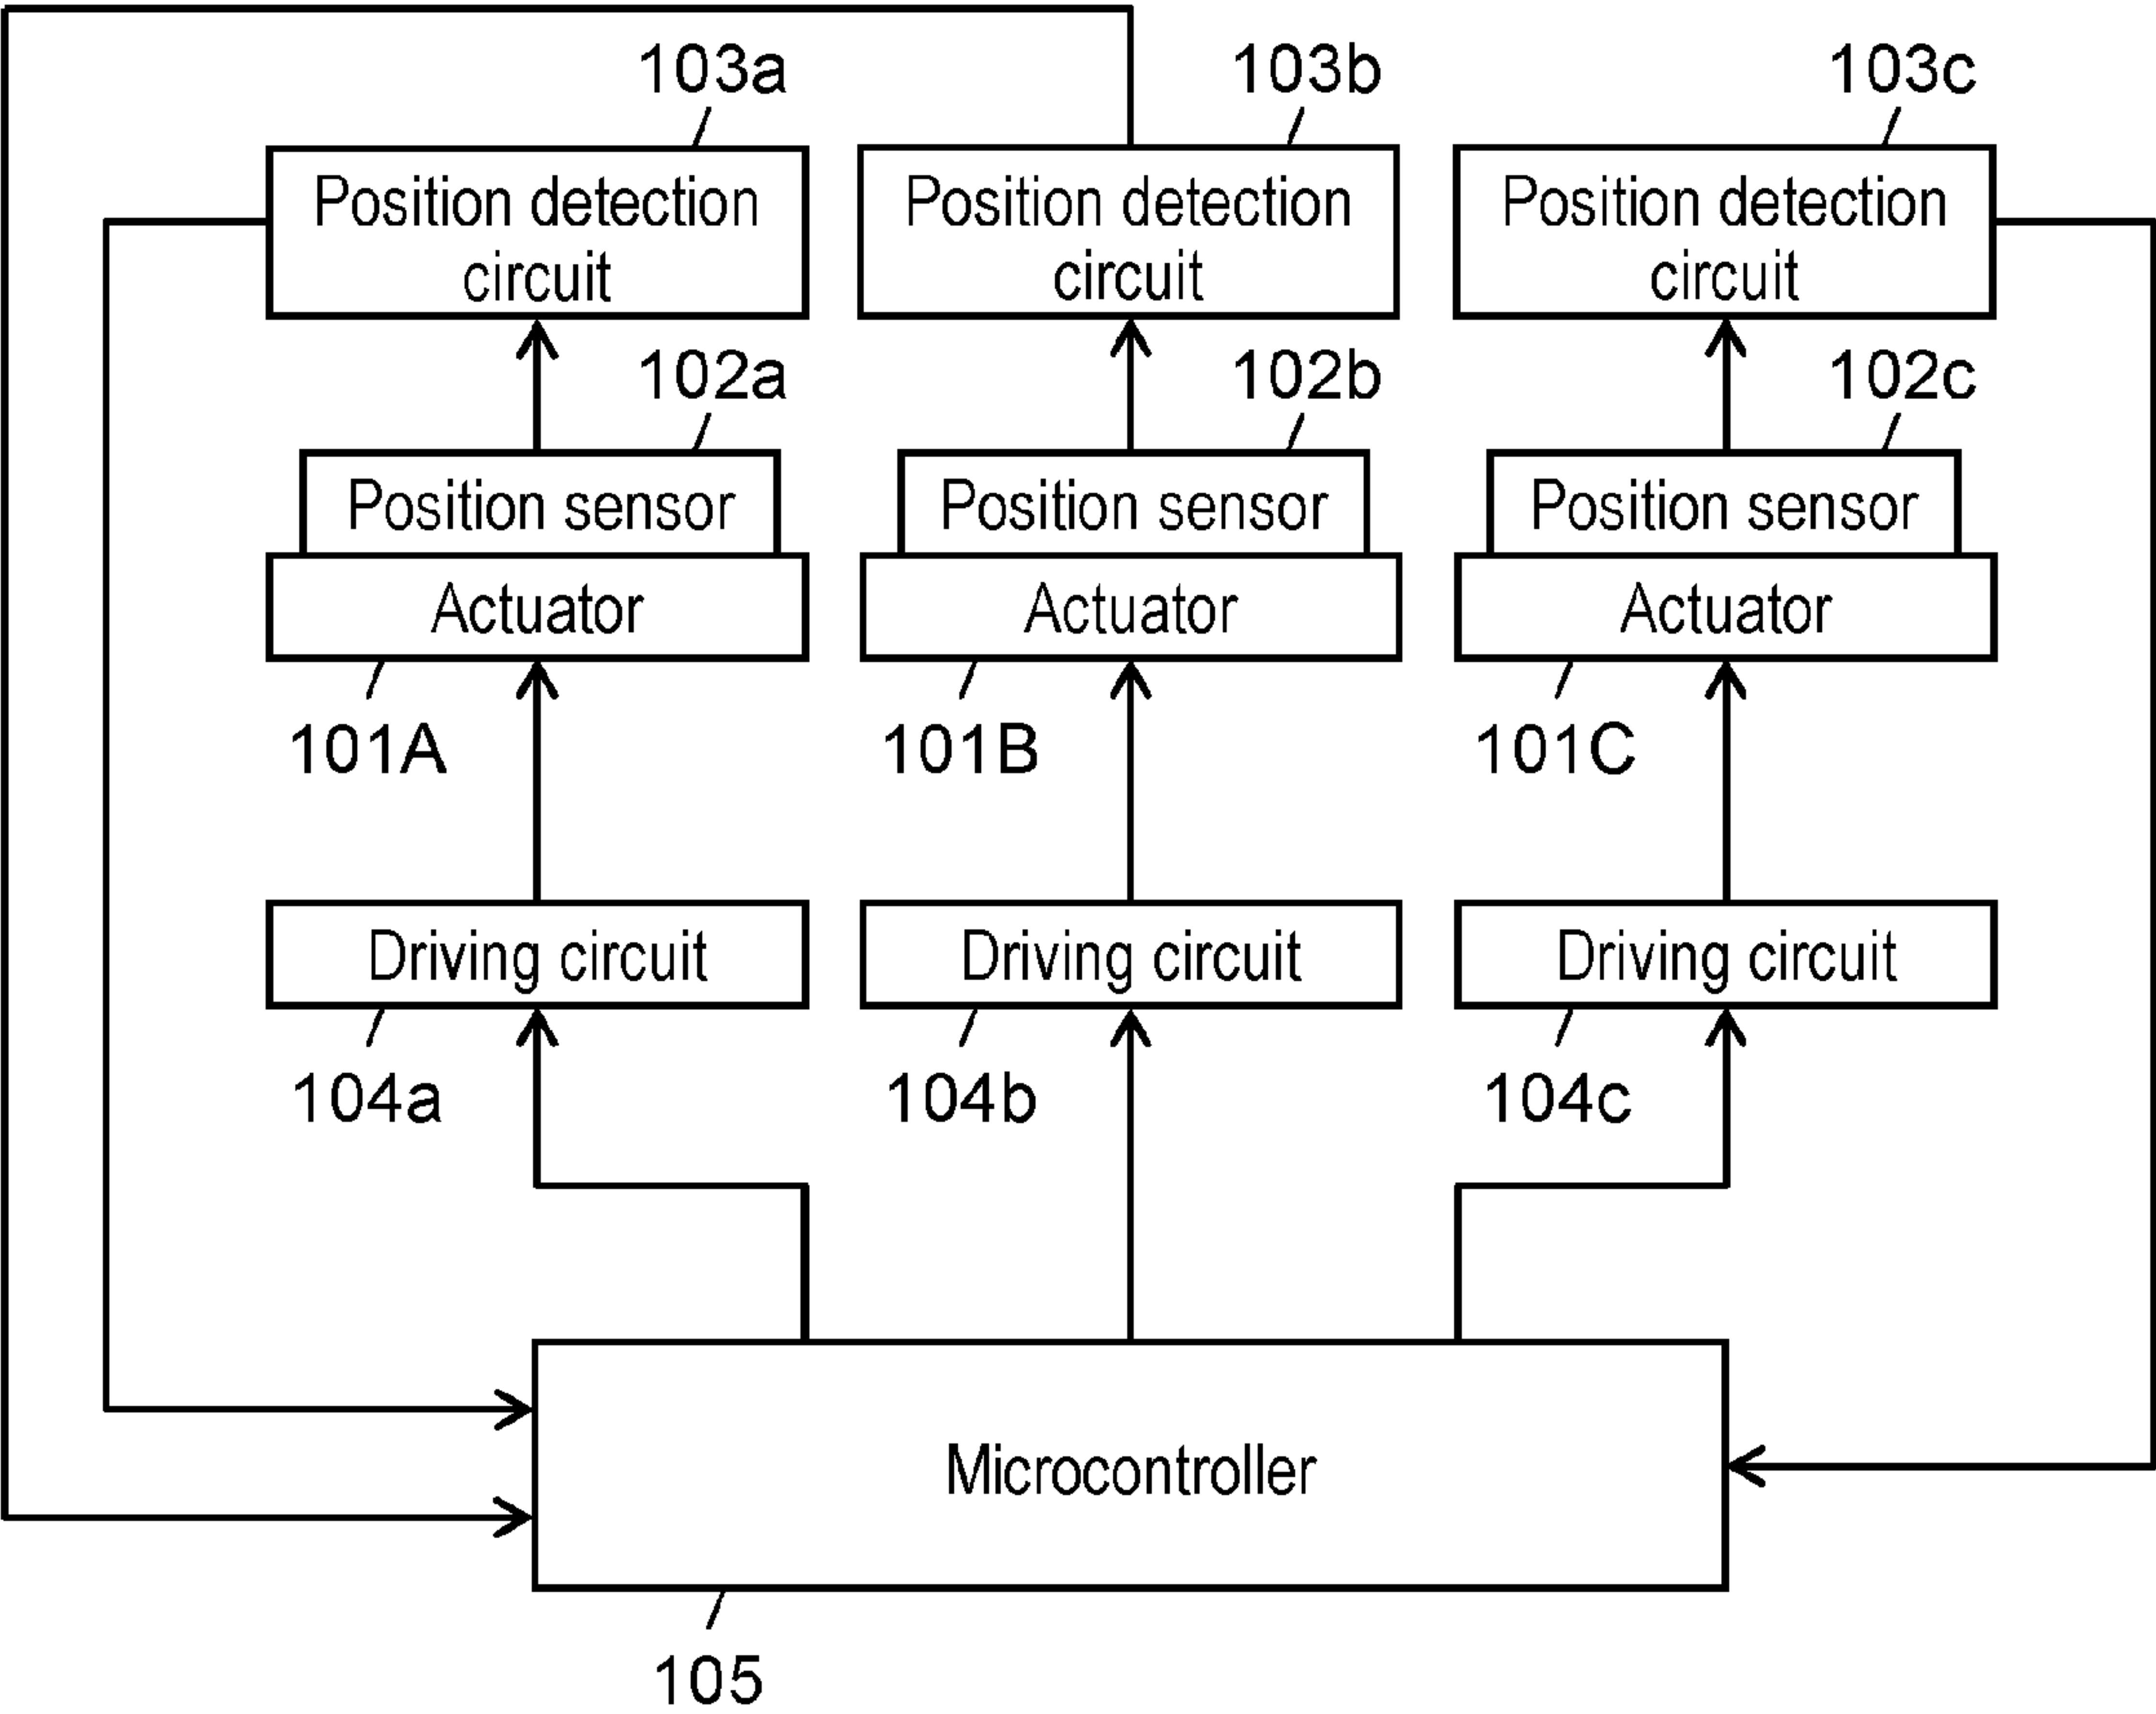 103a 103b 103c
Position detection Position detection Position detection
circuit circuit circuit
102a 102b 102c
Position sensor Position sensor Position sensor
Actuator Actuator Actuator
101A 101B 101C
Driving circuit Driving circuit Driving circuit
104a 104b 104c
Microcontroller
105